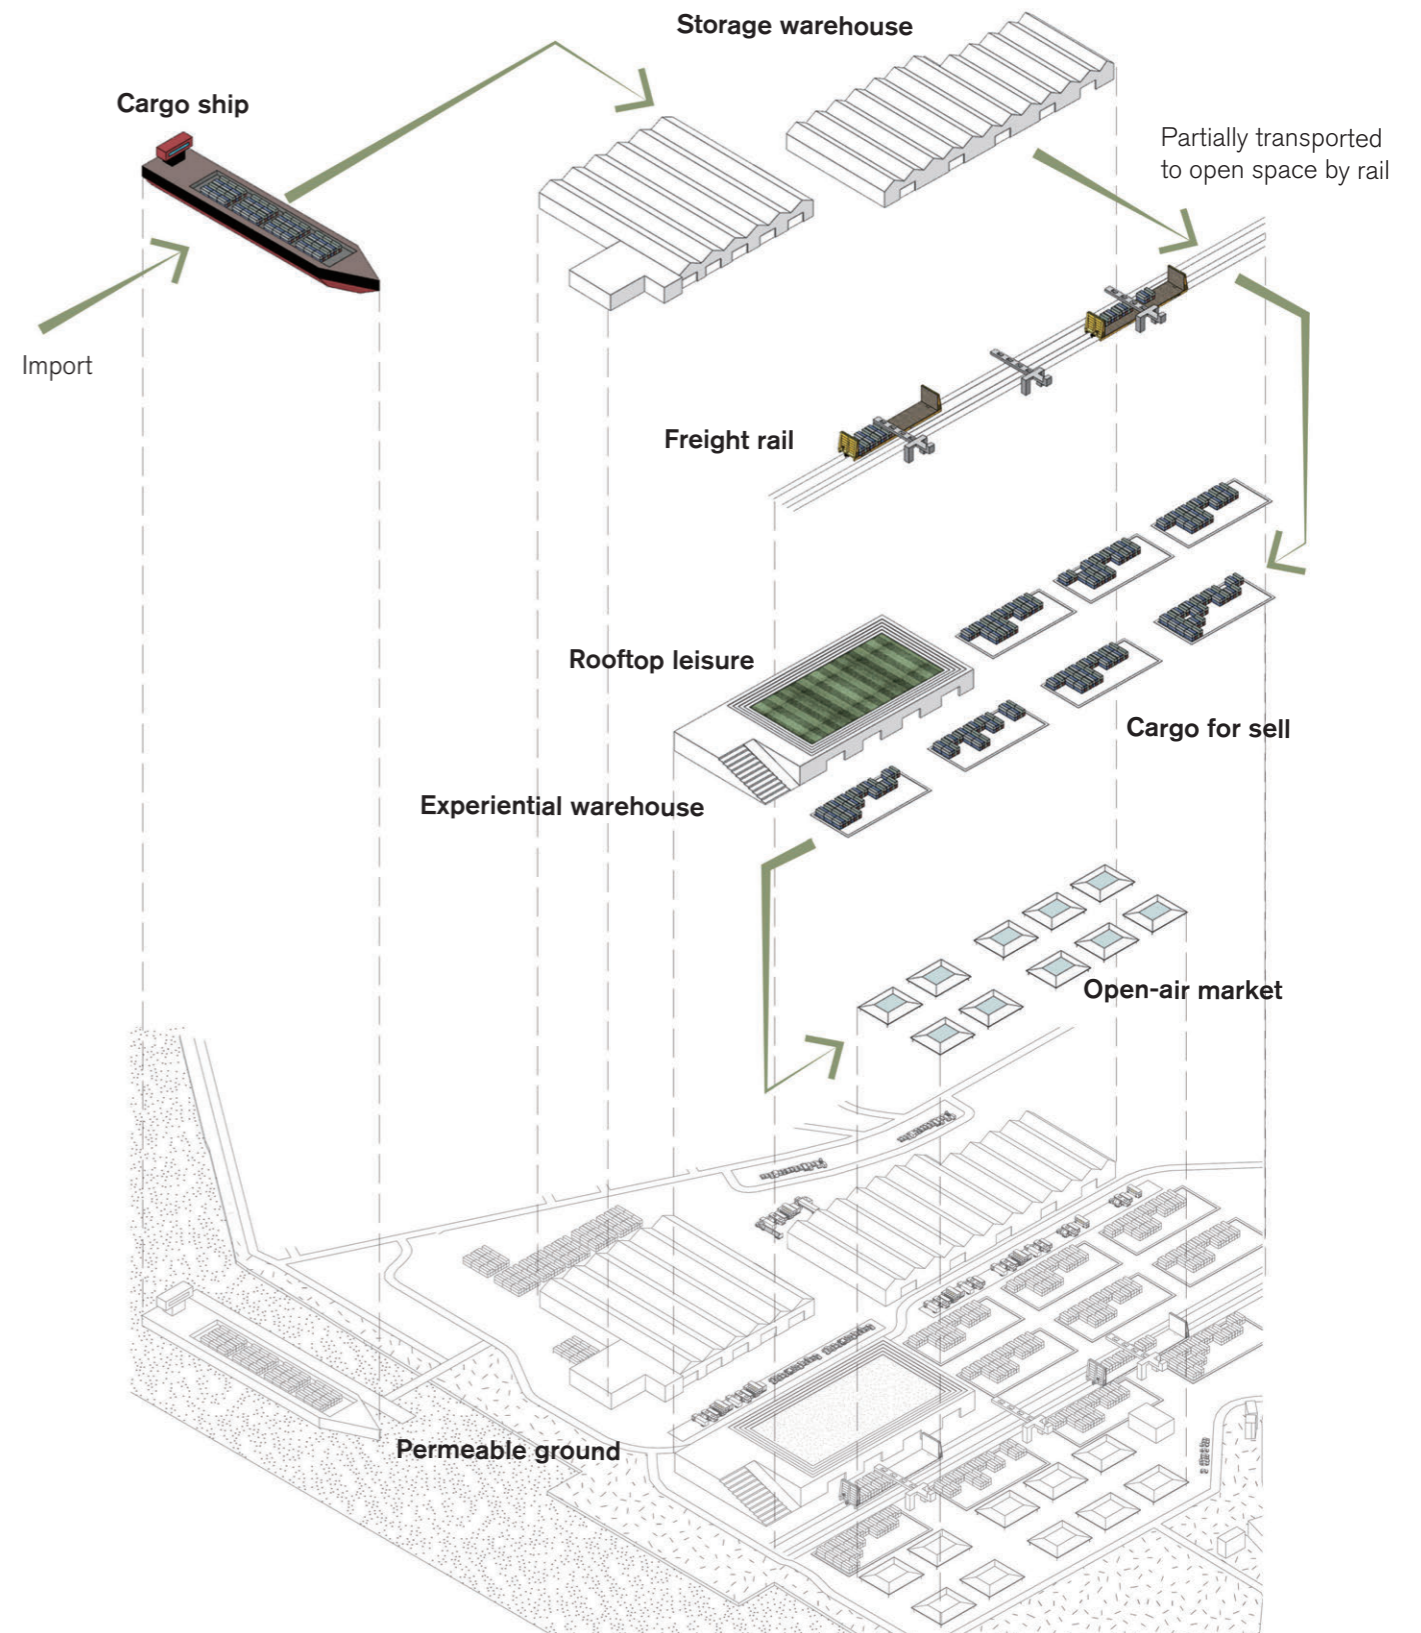 Storage warehouse
Cargo ship
Partially transported
to open space by rail
Import
Freight rail
Rooftop leisure
Cargo for sell
Experiential warehouse
Open-air market
Permeable ground